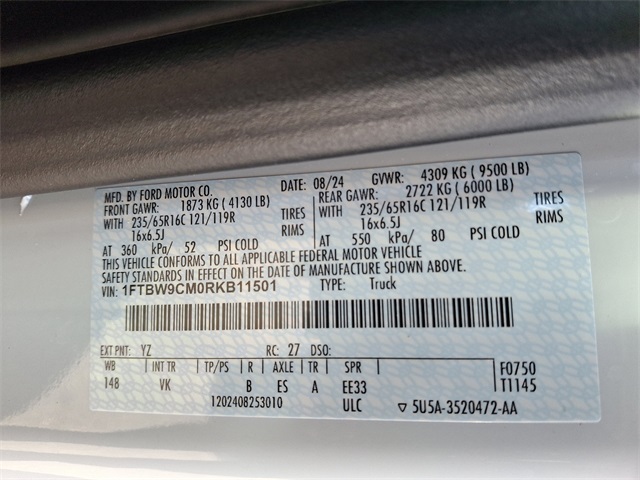 MFD. BY FORD MOTOR CO.
DATE: 08/24 GVWR: 4309 KG ( 9500 LB)
FRONT GAWR: 1873 KG ( 4130 LB)
REAR GAWR: 2722 KG ( 6000 LB)
WITH 235/65R16C 121/119R TIRES
WITH 235/65R16C 121/119R TIRES
16x6.5J RIMS
16x6.5J RIMS
AT 360 kPa/ 52 PSI COLD
AT 550 kPa/ 80 PSI COLD
THIS VEHICLE CONFORMS TO ALL APPLICABLE FEDERAL MOTOR VEHICLE
SAFETY STANDARDS IN EFFECT ON THE DATE OF MANUFACTURE SHOWN ABOVE.
VIN: 1FTBW9CM0RKB11501 TYPE: Truck
EXT PNT: YZ RC: 27 DSO:
WB INT TR TP/PS R AXLE TR SPR F0750
148 VK B ES A EE33 T1145
1202408253010 ULC ▽ 5U5A-3520472-AA